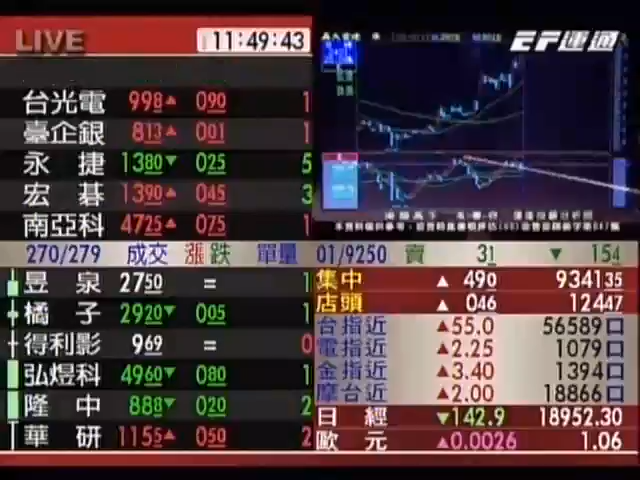 LIVE 11:49:43
EF運通
台光電 998▲ 090 1
臺企銀 813▲ 001 1
永捷 1380▼ 025 5
宏碁 1390▲ 045 3
南亞科 4725▲ 075 1
270/279 成交 漲跌 單量 01/9250 賣 31 ▼ 154
昱泉 2750 = 1
橘子 2920▼ 005 1
得利影 969 = 0
弘煜科 4960▼ 080 1
隆中 888▼ 020 2
華研 1155▲ 050 2
集中 ▲ 490 934135
店頭 ▲ 046 12447
台指近 ▲55.0 56589口
電指近 ▲2.25 1079口
金指近 ▲3.40 1394口
摩台近 ▲2.00 18866口
日經 ▼142.9 18952.30
歐元 ▲0.0026 1.06